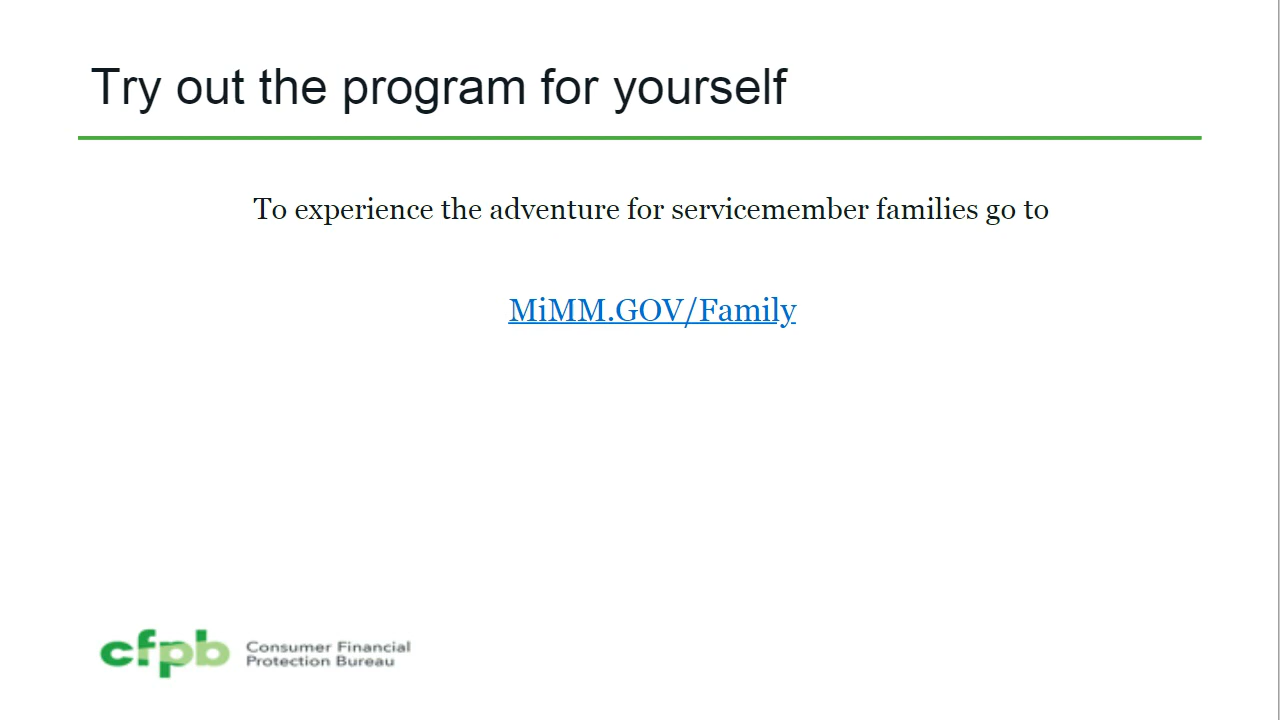 Try out the program for yourself
To experience the adventure for servicemember families go to
MiMM.GOV/Family
cfpb Consumer Financial
Protection Bureau